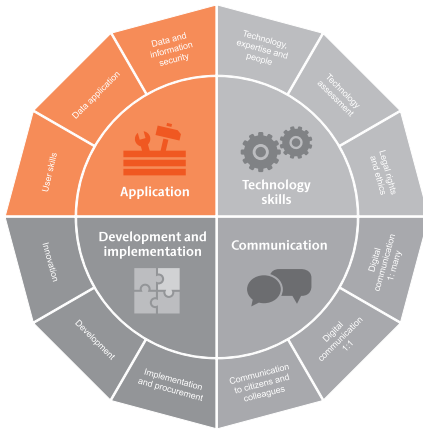 Data and
information
security
Data application
User skills
Application
Technology,
expertise and
people
Technology
assessment
Legal rights
and ethics
Technology
skills
Development and
implementation
Innovation
Development
Implementation
and procurement
Communication
Digital
communication
1: many
Digital
communication
1:1
Communication
to citizens and
colleagues